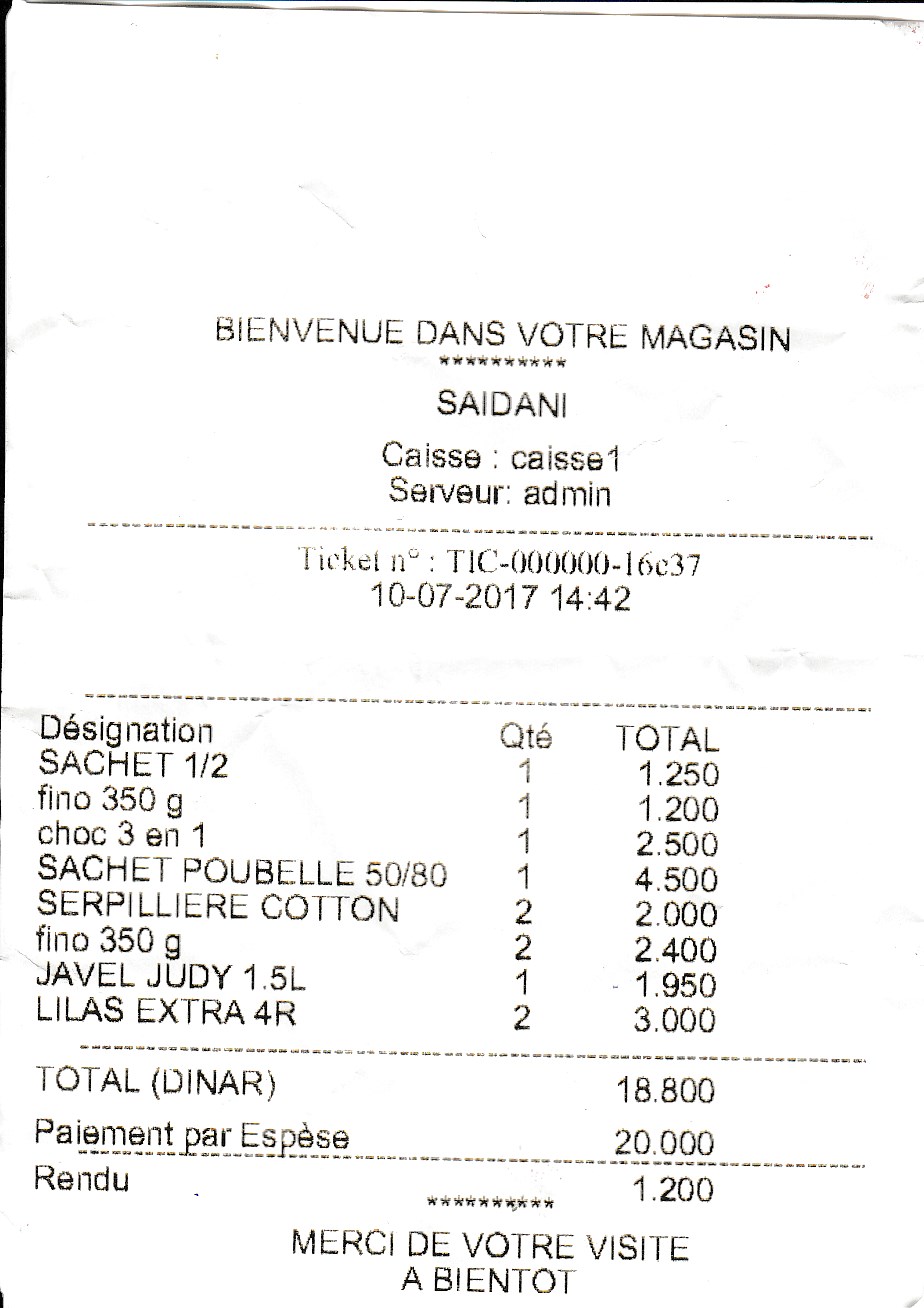 BIENVENUE DANS VOTRE MAGASIN
**********
SAIDANI
Caisse : caisse1
Serveur: admin
Ticket n° : TIC-000000-16c37
10-07-2017 14:42
Désignation Qté TOTAL
SACHET 1/2 1 1.250
fino 350 g 1 1.200
choc 3 en 1 1 2.500
SACHET POUBELLE 50/80 1 4.500
SERPILLIERE COTTON 2 2.000
fino 350 g 2 2.400
JAVEL JUDY 1.5L 1 1.950
LILAS EXTRA 4R 2 3.000
TOTAL (DINAR) 18.800
Paiement par Espèse 20.000
Rendu 1.200
**********
MERCI DE VOTRE VISITE
A BIENTOT